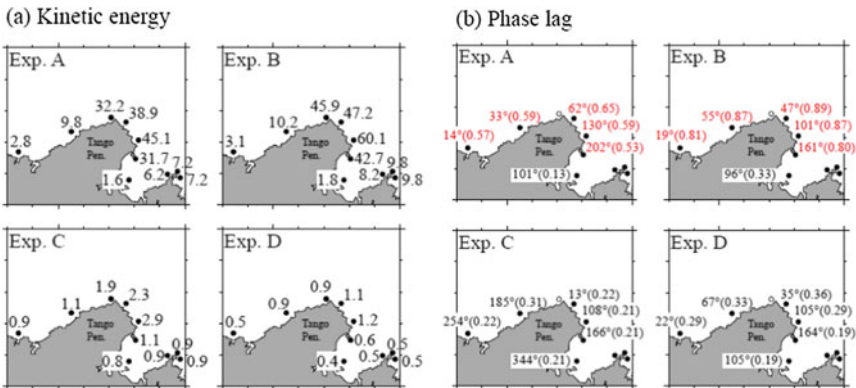 (a) Kinetic energy
Exp. A
32.2
38.9
9.8
45.1
2.8
Tango
Pen.
31.7
7.2
6.2
7.2
1.6
Exp. B
45.9
47.2
10.2
60.1
3.1
Tango
Pen.
42.7
9.8
8.2
9.8
1.8
Exp. C
1.9
2.3
1.1
2.9
0.9
Tango
Pen.
1.1
0.9
0.9
0.9
0.8
Exp. D
0.9
1.1
0.9
1.2
0.5
Tango
Pen.
0.6
0.5
0.5
0.5
0.4
(b) Phase lag
Exp. A
62°(0.65)
33°(0.59)
130°(0.59)
14°(0.57)
Tango
Pen.
202°(0.53)
101°(0.13)
Exp. B
47°(0.89)
55°(0.87)
101°(0.87)
19°(0.81)
Tango
Pen.
161°(0.80)
96°(0.33)
Exp. C
13°(0.22)
185°(0.31)
108°(0.21)
254°(0.22)
Tango
Pen.
166°(0.21)
344°(0.21)
Exp. D
35°(0.36)
67°(0.33)
105°(0.29)
22°(0.29)
Tango
Pen.
164°(0.19)
105°(0.19)